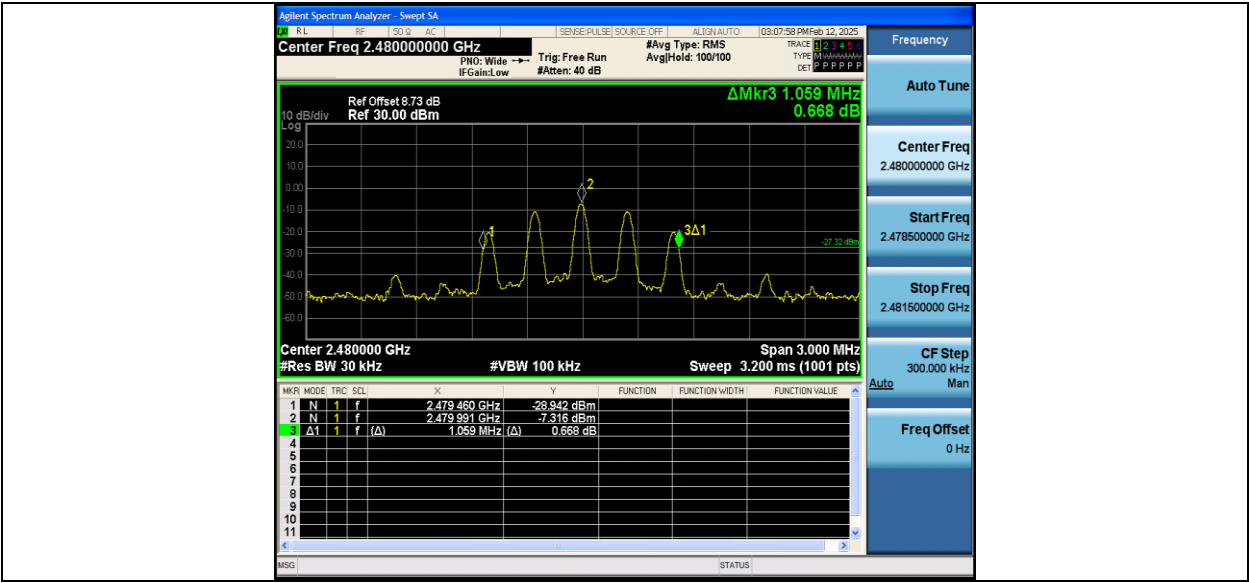 Agilent Spectrum Analyzer - Swept SA
RL RF 50 Ω AC SENSE:PULSE SOURCE OFF ALIGNAUTO 03:07:58 PM Feb 12, 2025
Center Freq 2.480000000 GHz #Avg Type: RMS TRACE 1 2 3 4 5 6
PNO: Wide Trig: Free Run Avg|Hold: 100/100 TYPE M
IFGain:Low #Atten: 40 dB DET P P P P P P
ΔMkr3 1.059 MHz
0.668 dB
Ref Offset 8.73 dB
10 dB/div Ref 30.00 dBm
Log
20.0
10.0
0.00
-10.0
-20.0
-30.0
-40.0
-50.0
-60.0
1
2
3Δ1
-27.32 dBm
Center 2.480000 GHz Span 3.000 MHz
#Res BW 30 kHz #VBW 100 kHz Sweep 3.200 ms (1001 pts)
MKR MODE TRC SCL X Y FUNCTION FUNCTION WIDTH FUNCTION VALUE
1 N 1 f 2.479 460 GHz -28.942 dBm
2 N 1 f 2.479 991 GHz -7.316 dBm
3 Δ1 1 f (Δ) 1.059 MHz (Δ) 0.668 dB
4
5
6
7
8
9
10
11
MSG STATUS
Frequency
Auto Tune
Center Freq
2.480000000 GHz
Start Freq
2.478500000 GHz
Stop Freq
2.481500000 GHz
CF Step
300.000 kHz
Auto Man
Freq Offset
0 Hz